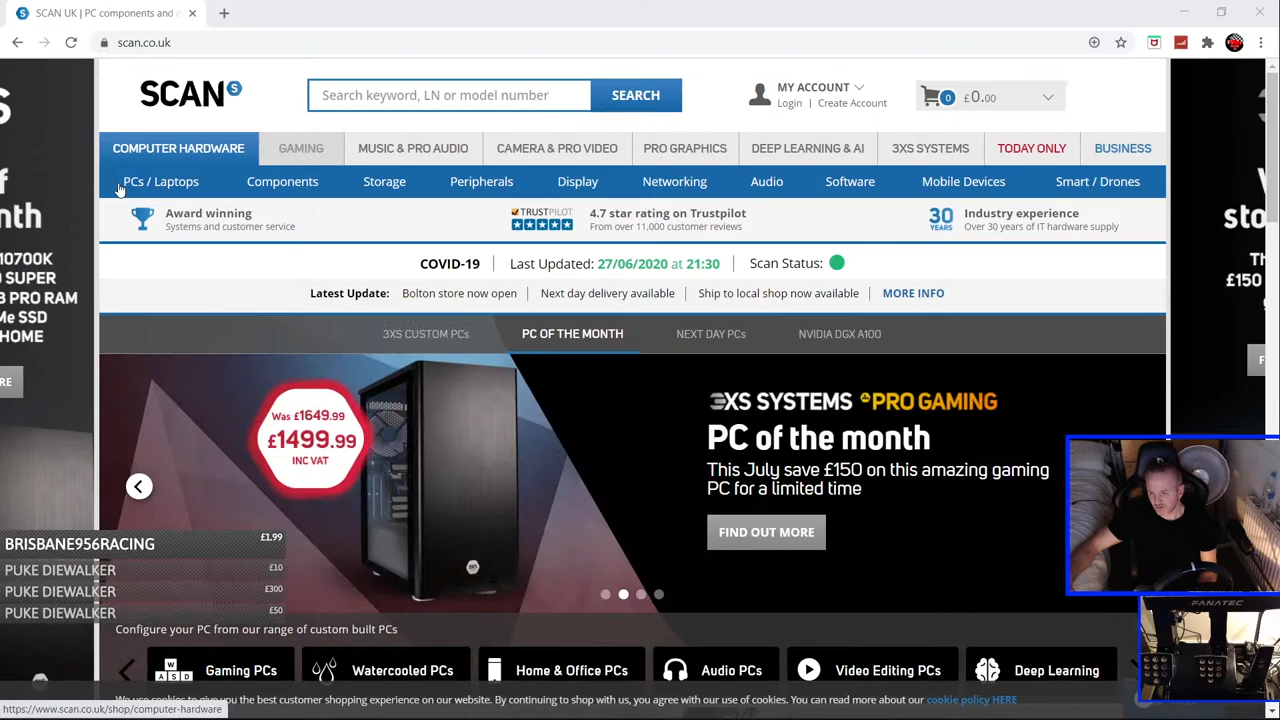 SCAN UK | PC components and
scan.co.uk
SCAN S
Search keyword, LN or model number
SEARCH
MY ACCOUNT
Login | Create Account
0 £0.00
COMPUTER HARDWARE
GAMING
MUSIC & PRO AUDIO
CAMERA & PRO VIDEO
PRO GRAPHICS
DEEP LEARNING & AI
3XS SYSTEMS
TODAY ONLY
BUSINESS
PCs / Laptops
Components
Storage
Peripherals
Display
Networking
Audio
Software
Mobile Devices
Smart / Drones
Award winning
Systems and customer service
TRUSTPILOT
4.7 star rating on Trustpilot
From over 11,000 customer reviews
30 YEARS
Industry experience
Over 30 years of IT hardware supply
COVID-19 | Last Updated: 27/06/2020 at 21:30 | Scan Status:
Latest Update: Bolton store now open | Next day delivery available | Ship to local shop now available | MORE INFO
3XS CUSTOM PCs
PC OF THE MONTH
NEXT DAY PCs
NVIDIA DGX A100
Was £1649.99
£1499.99
INC VAT
3XS SYSTEMS PRO GAMING
PC of the month
This July save £150 on this amazing gaming
PC for a limited time
FIND OUT MORE
10700K
SUPER
PRO RAM
Me SSD
HOME
RE
sto
£150
BRISBANE956RACING £1.99
PUKE DIEWALKER £10
PUKE DIEWALKER £300
PUKE DIEWALKER £50
FANATEC
Configure your PC from our range of custom built PCs
W
A S D
Gaming PCs
Watercooled PCs
Home & Office PCs
Audio PCs
Video Editing PCs
Deep Learning
We use cookies to give you the best customer shopping experience on our website. By continuing to shop with us, you agree with our use of cookies. You can read more about our cookie policy HERE
https://www.scan.co.uk/shop/computer-hardware